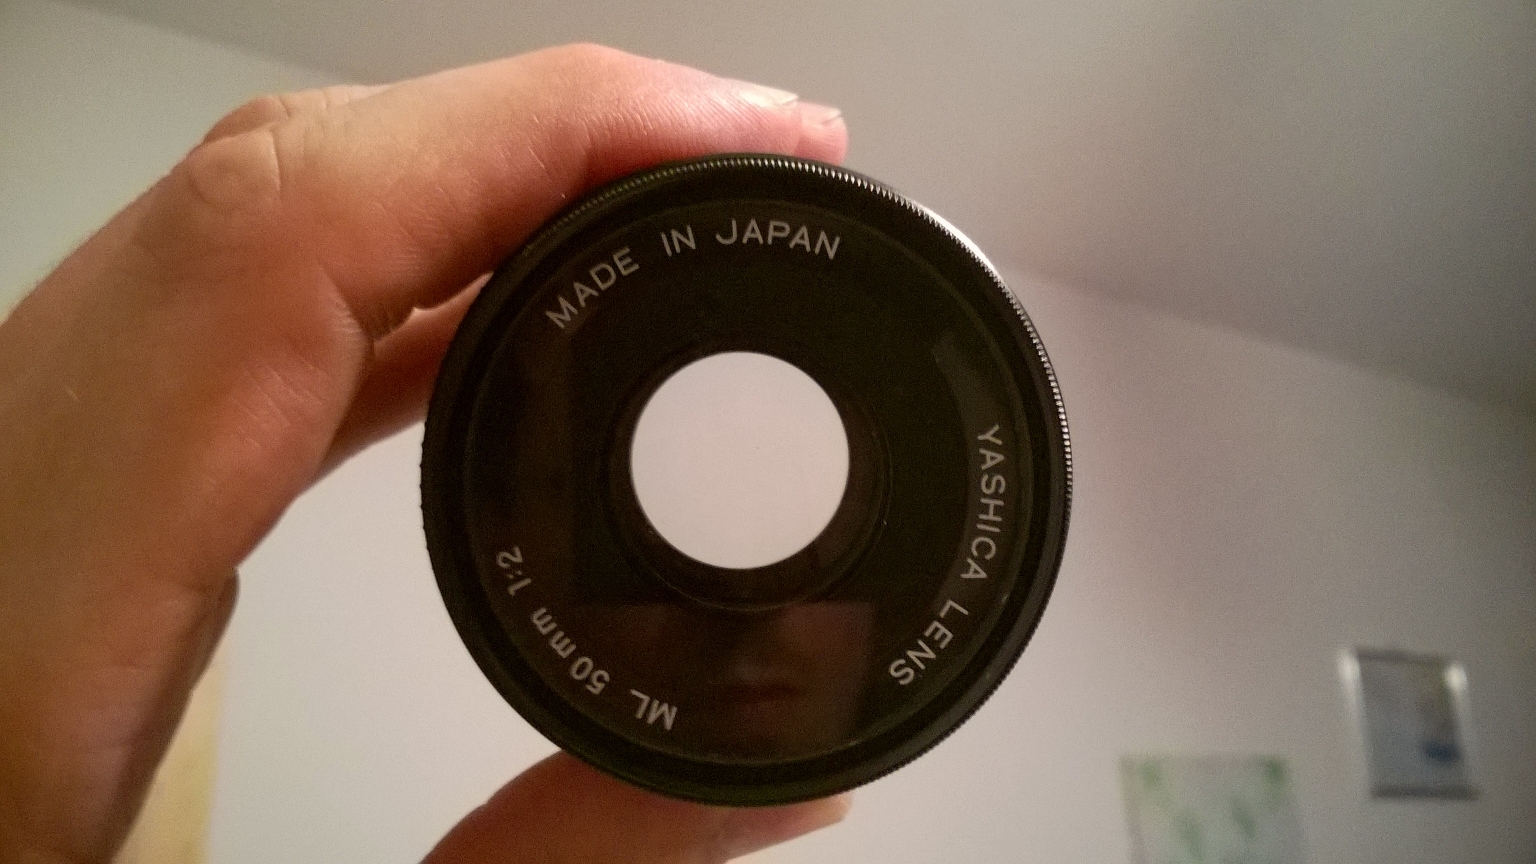 MADE IN JAPAN
YASHICA LENS
ML 50mm 1:2